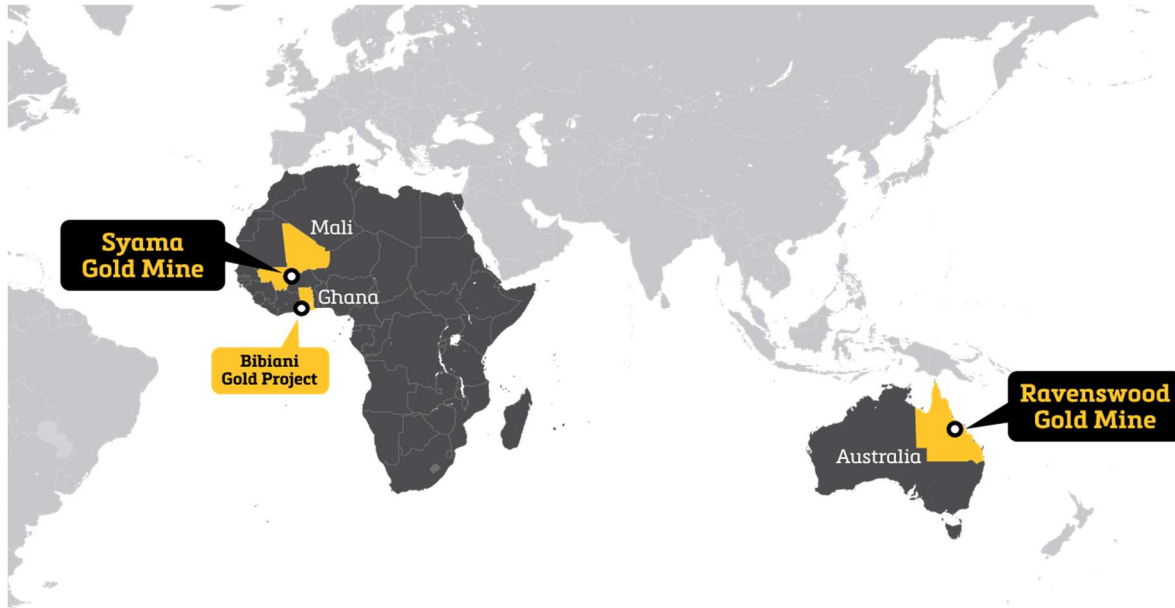 Mali
Syama
Gold Mine
Ghana
Bibiani
Gold Project
Ravenswood
Gold Mine
Australia